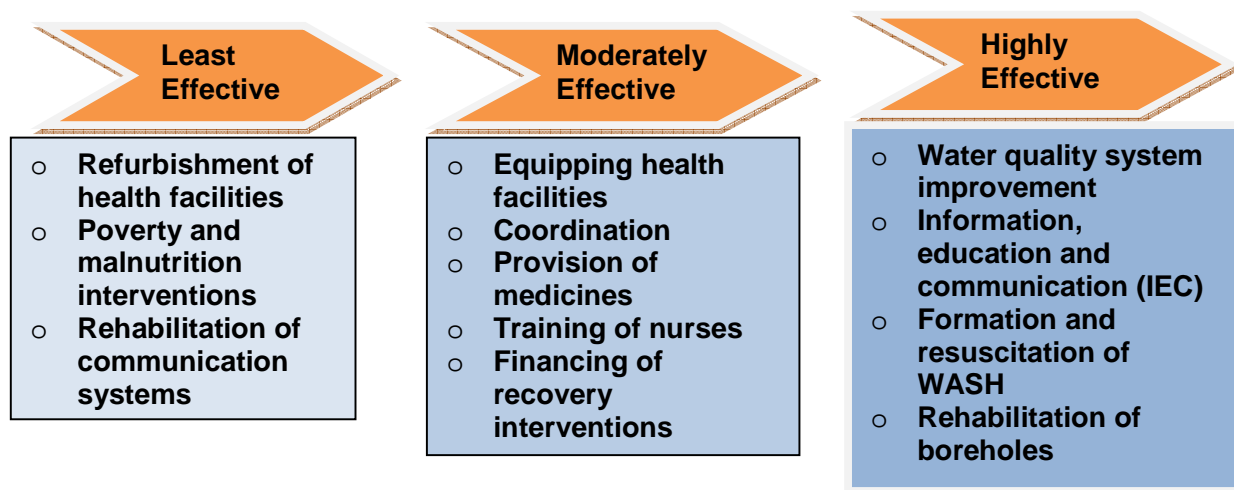 Least
Effective
o Refurbishment of
health facilities
o Poverty and
malnutrition
interventions
o Rehabilitation of
communication
systems
Moderately
Effective
o Equipping health
facilities
o Coordination
o Provision of
medicines
o Training of nurses
o Financing of
recovery
interventions
Highly
Effective
o Water quality system
improvement
o Information,
education and
communication (IEC)
o Formation and
resuscitation of
WASH
o Rehabilitation of
boreholes